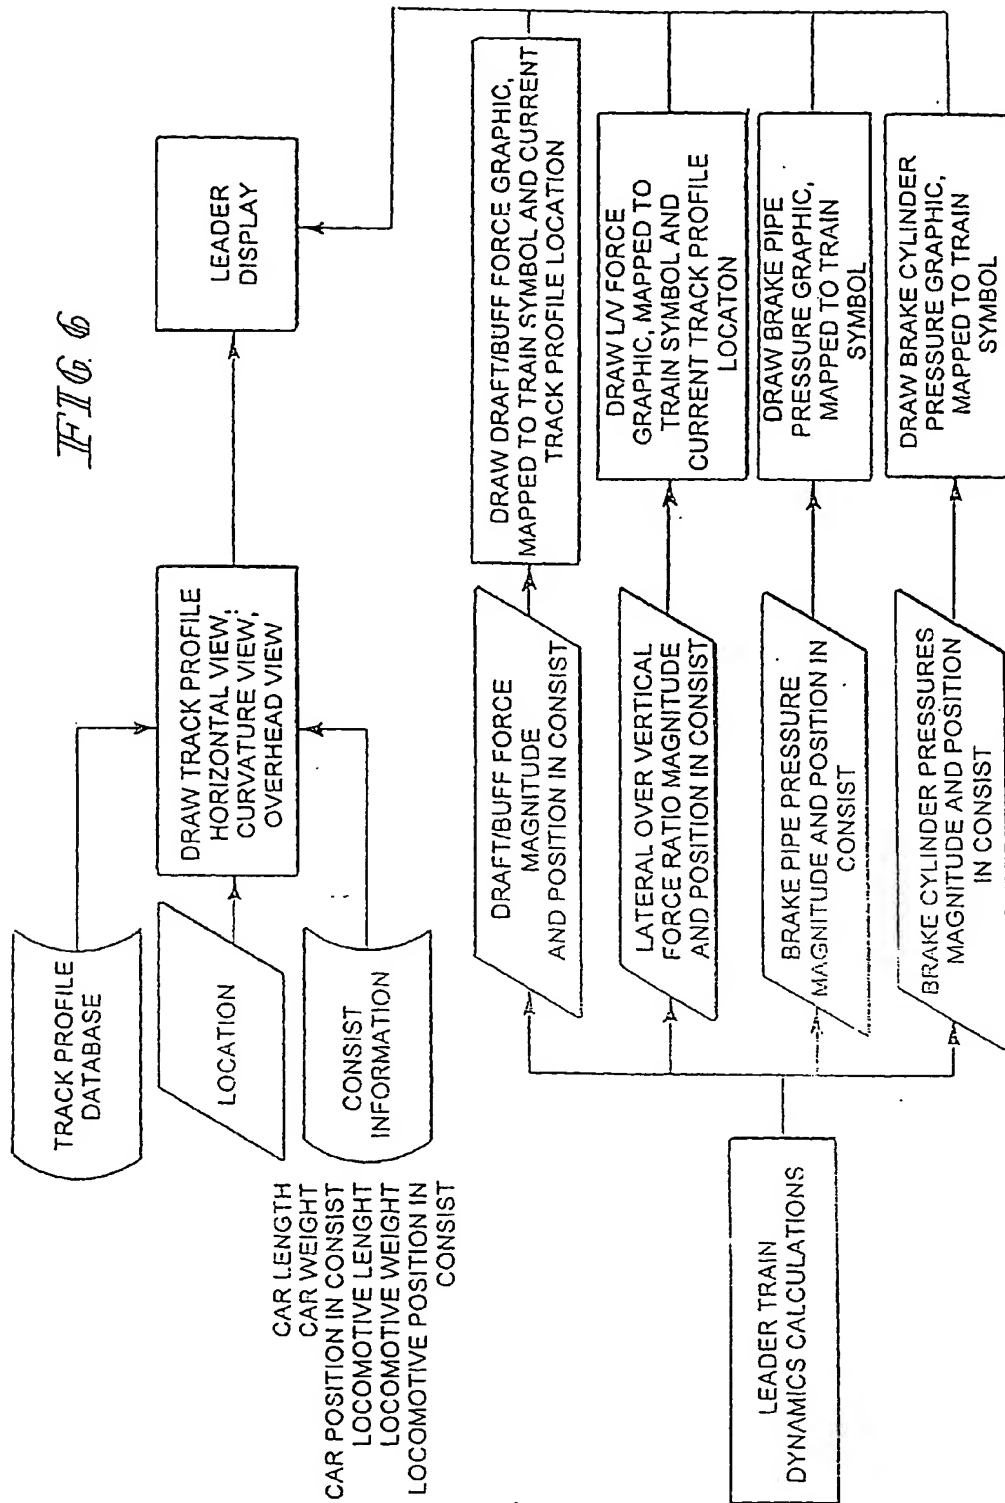 FIG. 6
TRACK PROFILE
DATABASE
LOCATION
CONSIST
INFORMATION
CAR LENGTH
CAR WEIGHT
CAR POSITION IN CONSIST
LOCOMOTIVE LENGHT
LOCOMOTIVE WEIGHT
LOCOMOTIVE POSITION IN
CONSIST
DRAW TRACK PROFILE
HORIZONTAL VIEW;
CURVATURE VIEW;
OVERHEAD VIEW
LEADER
DISPLAY
LEADER TRAIN
DYNAMICS CALCULATIONS
DRAFT/BUFF FORCE
MAGNITUDE
AND POSITION IN CONSIST
DRAW DRAFT/BUFF FORCE GRAPHIC,
MAPPED TO TRAIN SYMBOL AND CURRENT
TRACK PROFILE LOCATION
LATERAL OVER VERTICAL
FORCE RATIO MAGNITUDE
AND POSITION IN CONSIST
DRAW L/V FORCE
GRAPHIC, MAPPED TO
TRAIN SYMBOL AND
CURRENT TRACK PROFILE
LOCATON
BRAKE PIPE PRESSURE
MAGNITUDE AND POSITION IN
CONSIST
DRAW BRAKE PIPE
PRESSURE GRAPHIC,
MAPPED TO TRAIN
SYMBOL
BRAKE CYLINDER PRESSURES
MAGNITUDE AND POSITION
IN CONSIST
DRAW BRAKE CYLINDER
PRESSURE GRAPHIC,
MAPPED TO TRAIN
SYMBOL